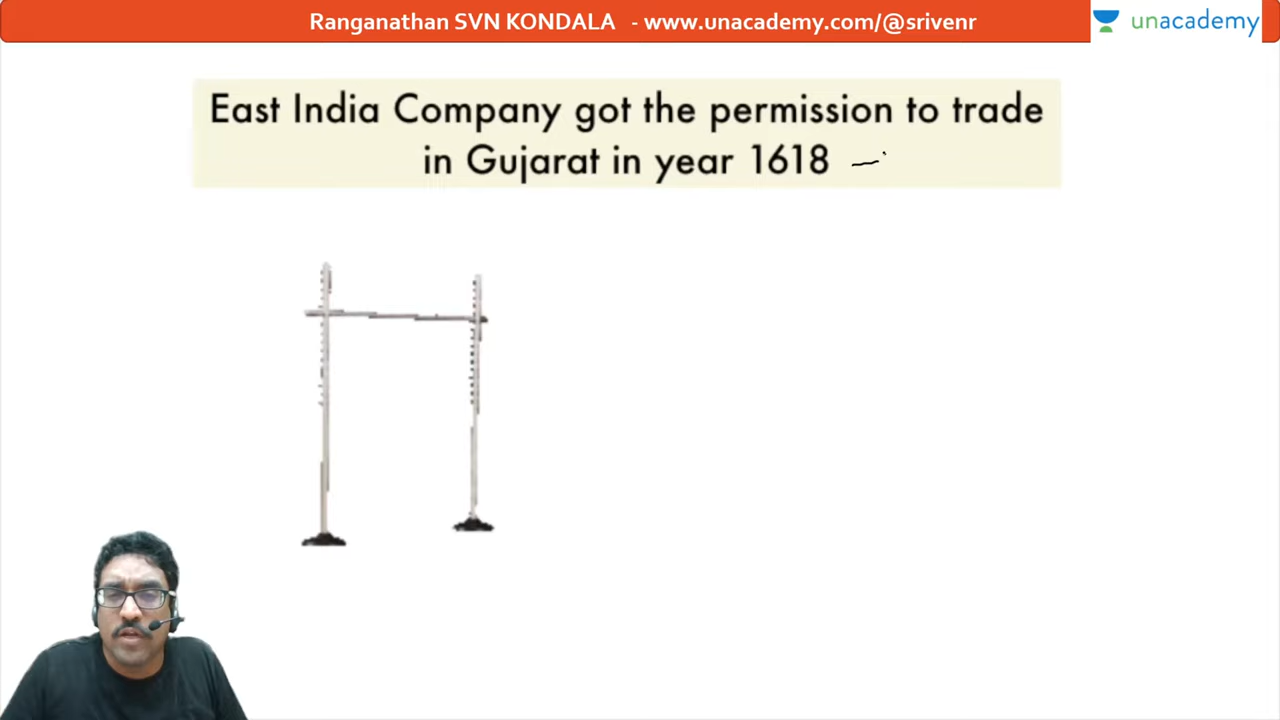 Ranganathan SVN KONDALA - www.unacademy.com/@srivenr
unacademy
East India Company got the permission to trade
in Gujarat in year 1618